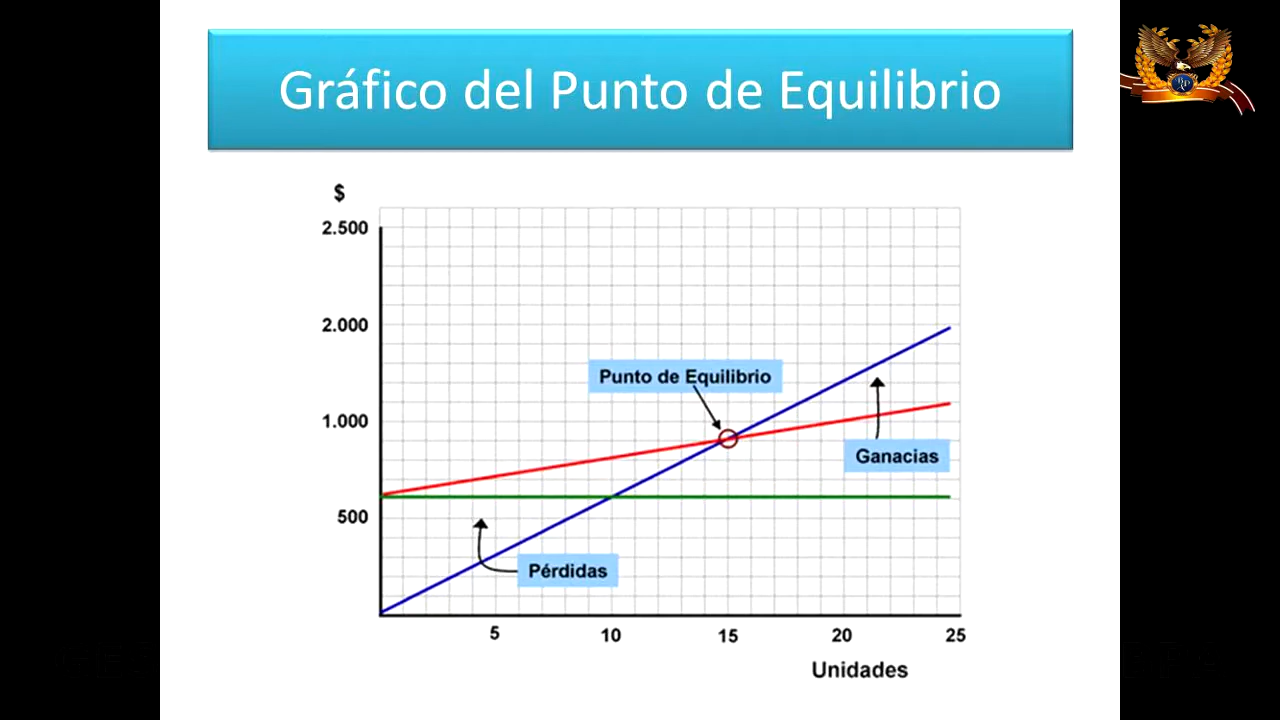 Gráfico del Punto de Equilibrio
$
2.500
2.000
Punto de Equilibrio
1.000
Ganacias
500
Pérdidas
5 10 15 20 25
Unidades